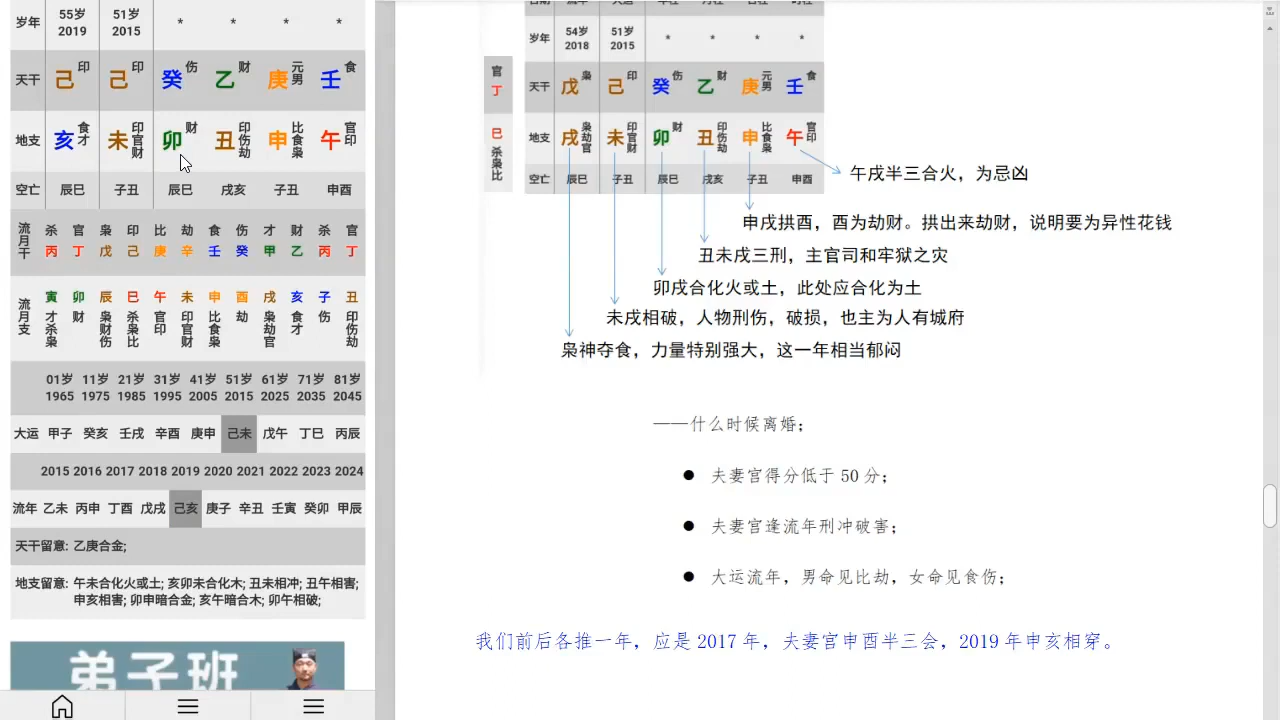 岁年 55岁 51岁 * * * *
2019 2015
天干 己印 己印 癸伤 乙财 庚元男 壬食
地支 亥食才 未印官财 卯财 丑印伤劫 申比食枭 午官印
空亡 辰巳 子丑 辰巳 戌亥 子丑 申酉
流月干 杀 官 枭 印 比 劫 食 伤 才 财 杀 官
丙 丁 戊 己 庚 辛 壬 癸 甲 乙 丙 丁
流月支 寅 卯 辰 巳 午 未 申 酉 戌 亥 子 丑
才杀枭 财 枭财伤 杀枭比 官印 印官财 比食枭 劫 枭劫官 食才 伤 印伤劫
01岁 11岁 21岁 31岁 41岁 51岁 61岁 71岁 81岁
1965 1975 1985 1995 2005 2015 2025 2035 2045
大运 甲子 癸亥 壬戌 辛酉 庚申 己未 戊午 丁巳 丙辰
2015 2016 2017 2018 2019 2020 2021 2022 2023 2024
流年 乙未 丙申 丁酉 戊戌 己亥 庚子 辛丑 壬寅 癸卯 甲辰
天干留意: 乙庚合金;
地支留意: 午未合化火或土; 亥卯未合化木; 丑未相冲; 丑午相害;
申亥相害; 卯申暗合金; 亥午暗合木; 卯午相破;
弟子班
官
丁
巳
杀枭比
岁年 54岁 51岁 * * * *
2018 2015
天干 戊枭 己印 癸伤 乙财 庚元男 壬食
地支 戌枭劫官 未印官财 卯财 丑印伤劫 申比食枭 午官印
空亡 辰巳 子丑 辰巳 戌亥 子丑 申酉
午戌半三合火，为忌凶
申戌拱酉，酉为劫财。拱出来劫财，说明要为异性花钱
丑未戌三刑，主官司和牢狱之灾
卯戌合化火或土，此处应合化为土
未戌相破，人物刑伤，破损，也主为人有城府
枭神夺食，力量特别强大，这一年相当郁闷
——什么时候离婚；
● 夫妻宫得分低于 50 分；
● 夫妻宫逢流年刑冲破害；
● 大运流年，男命见比劫，女命见食伤；
我们前后各推一年，应是 2017 年，夫妻宫申酉半三会，2019 年申亥相穿。